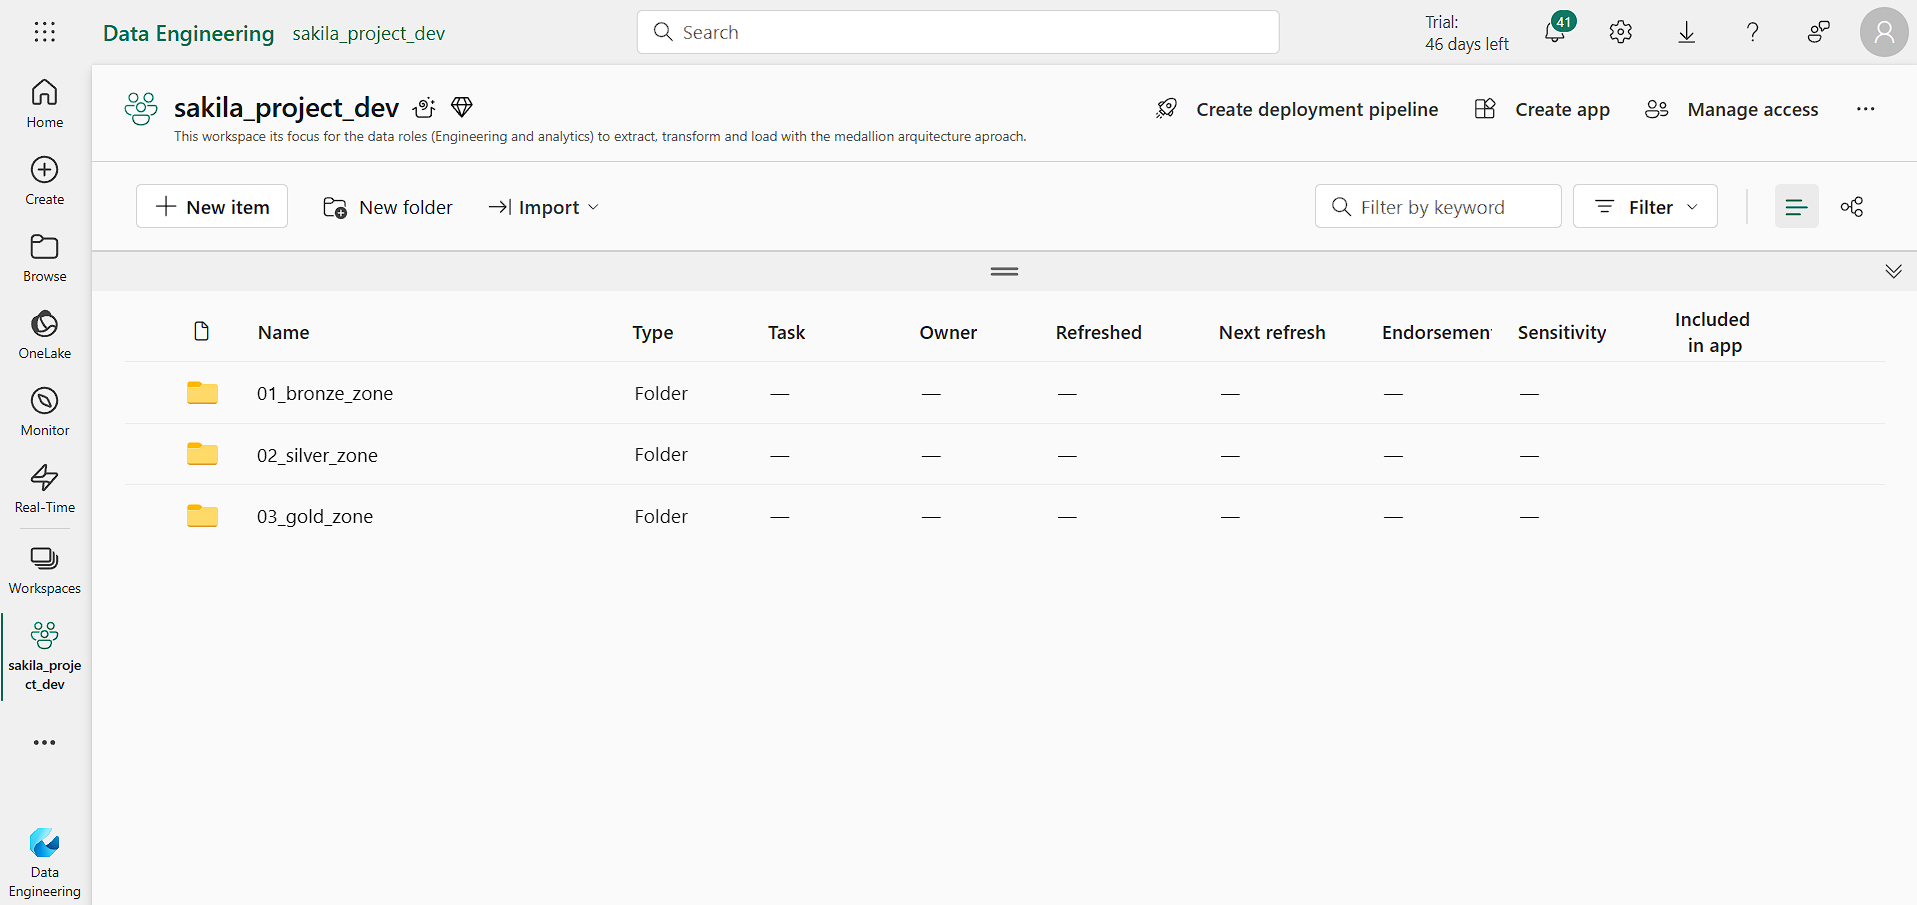 Data Engineering sakila_project_dev
Search
Trial:
46 days left
41
Home
Create
Browse
OneLake
Monitor
Real-Time
Workspaces
sakila_proje
ct_dev
Data
Engineering
sakila_project_dev
This workspace its focus for the data roles (Engineering and analytics) to extract, transform and load with the medallion arquitecture aproach.
Create deployment pipeline
Create app
Manage access
New item
New folder
Import
Filter by keyword
Filter
Name Type Task Owner Refreshed Next refresh Endorsement Sensitivity Included
in app
01_bronze_zone Folder — — — — — —
02_silver_zone Folder — — — — — —
03_gold_zone Folder — — — — — —